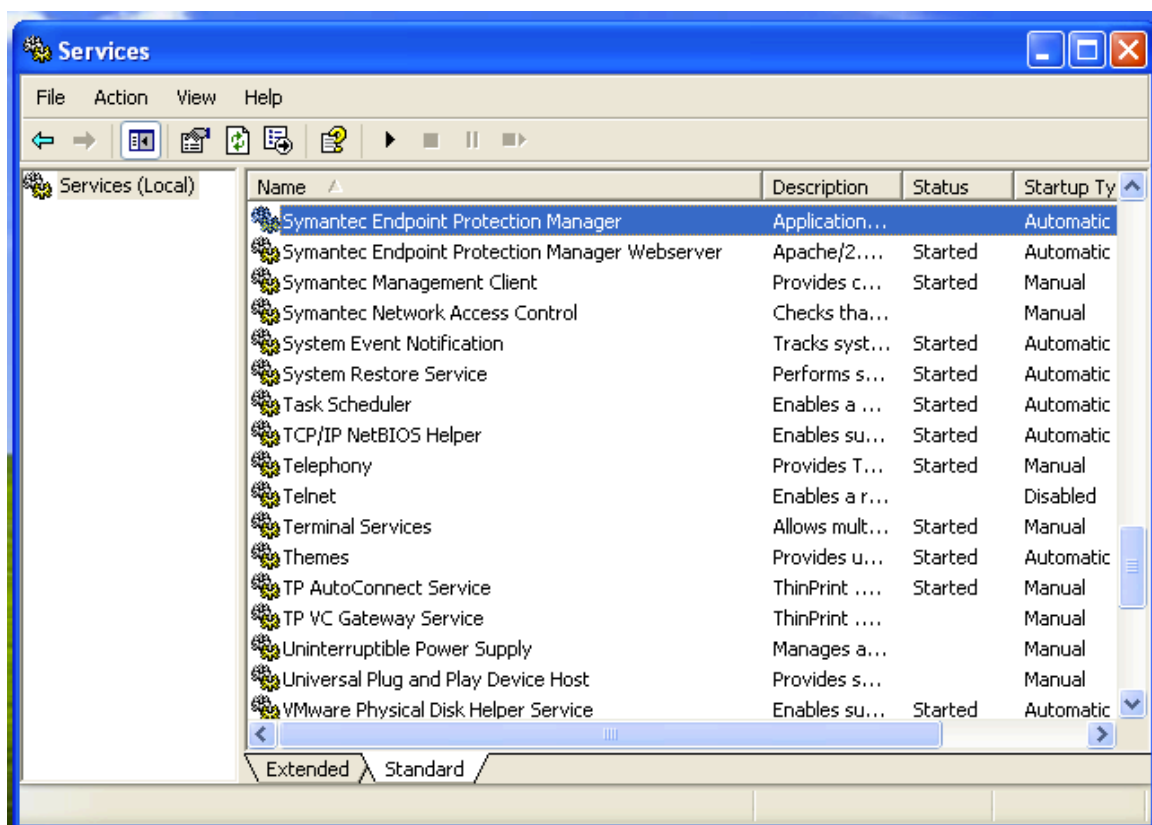 Services
File Action View Help
Services (Local)
Name Description Status Startup Ty
Symantec Endpoint Protection Manager Application... Automatic
Symantec Endpoint Protection Manager Webserver Apache/2.... Started Automatic
Symantec Management Client Provides c... Started Manual
Symantec Network Access Control Checks tha... Manual
System Event Notification Tracks syst... Started Automatic
System Restore Service Performs s... Started Automatic
Task Scheduler Enables a ... Started Automatic
TCP/IP NetBIOS Helper Enables su... Started Automatic
Telephony Provides T... Started Manual
Telnet Enables a r... Disabled
Terminal Services Allows mult... Started Manual
Themes Provides u... Started Automatic
TP AutoConnect Service ThinPrint .... Started Manual
TP VC Gateway Service ThinPrint .... Manual
Uninterruptible Power Supply Manages a... Manual
Universal Plug and Play Device Host Provides s... Manual
VMware Physical Disk Helper Service Enables su... Started Automatic
Extended Standard